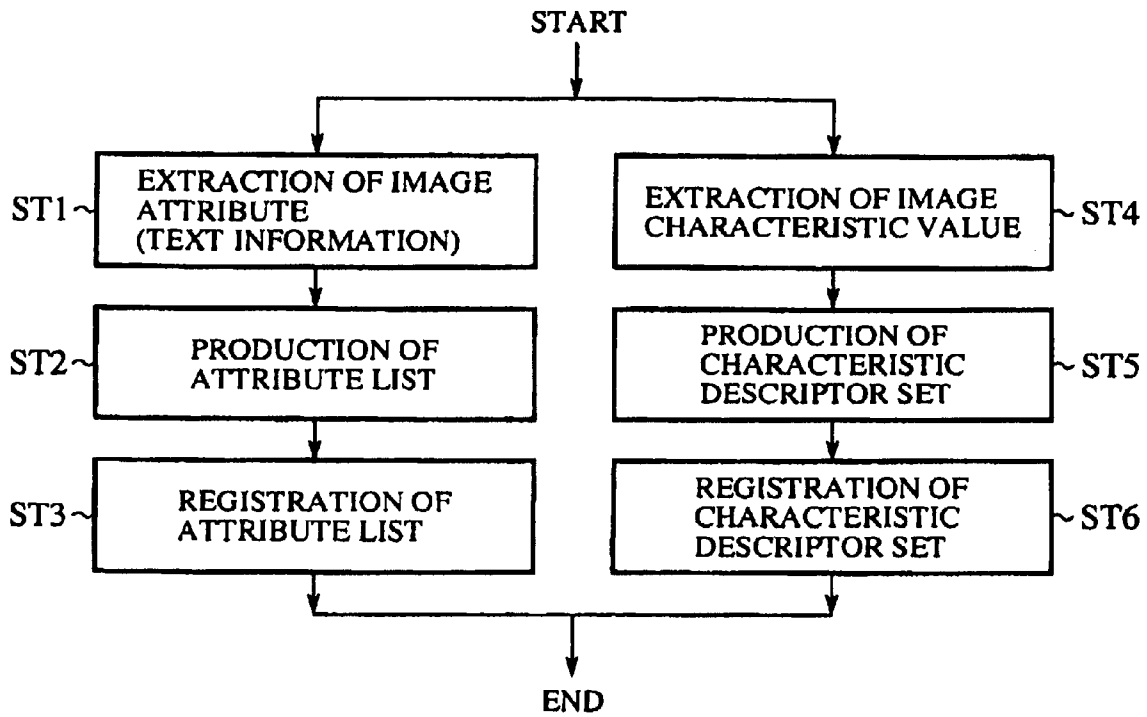 START
ST1
EXTRACTION OF IMAGE
ATTRIBUTE
(TEXT INFORMATION)
EXTRACTION OF IMAGE
CHARACTERISTIC VALUE
ST4
ST2
PRODUCTION OF
ATTRIBUTE LIST
PRODUCTION OF
CHARACTERISTIC
DESCRIPTOR SET
ST5
ST3
REGISTRATION OF
ATTRIBUTE LIST
REGISTRATION OF
CHARACTERISTIC
DESCRIPTOR SET
ST6
END